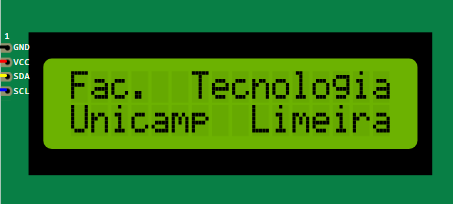 1
GND
VCC
SDA
SCL
Fac.  Tecnologia
Unicamp  Limeira